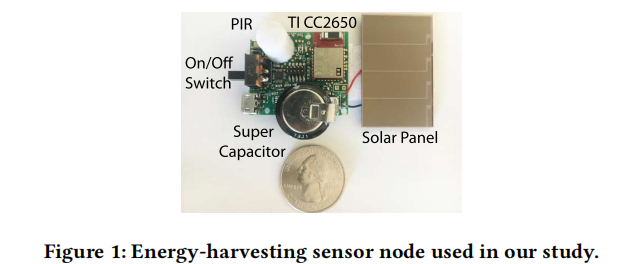 PIR
TI CC2650
On/Off
Switch
Super
Capacitor
Solar Panel
Figure 1: Energy-harvesting sensor node used in our study.